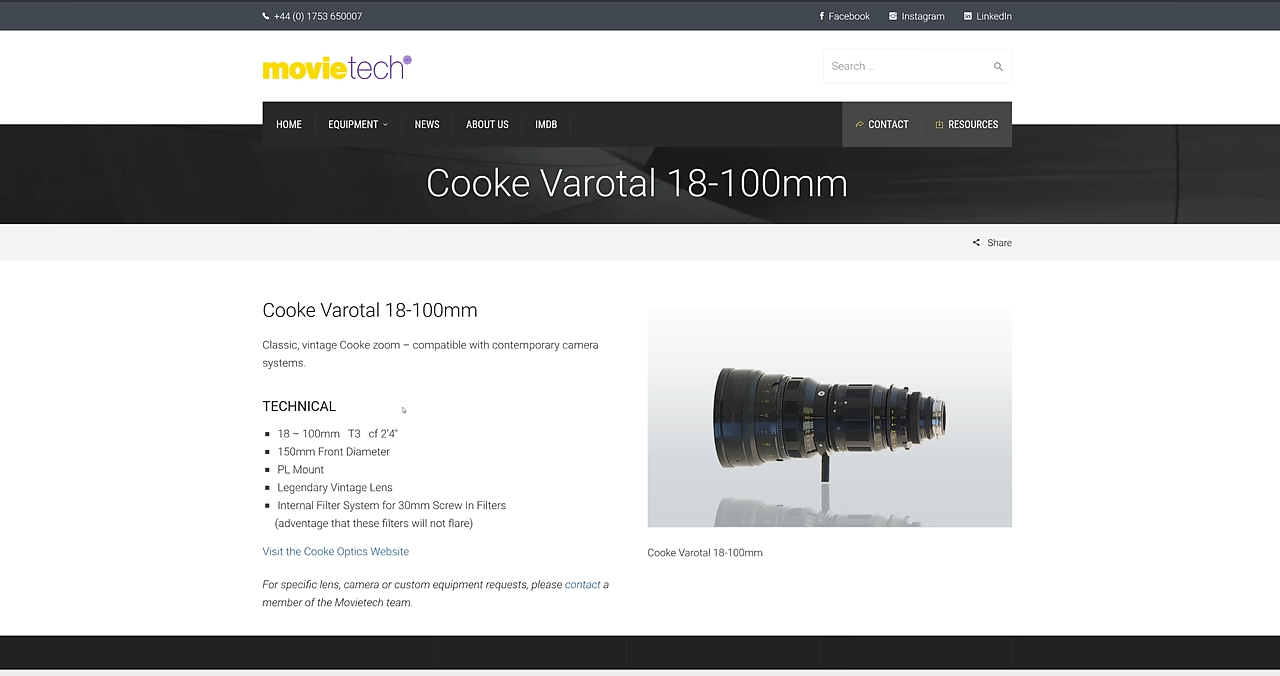 +44 (0) 1753 650007
Facebook
Instagram
LinkedIn
movietech
Search ...
HOME
EQUIPMENT
NEWS
ABOUT US
IMDB
CONTACT
RESOURCES
Cooke Varotal 18-100mm
Share
Cooke Varotal 18-100mm
Classic, vintage Cooke zoom – compatible with contemporary camera
systems.
TECHNICAL
18 – 100mm T3 cf 2'4"
150mm Front Diameter
PL Mount
Legendary Vintage Lens
Internal Filter System for 30mm Screw In Filters
(adventage that these filters will not flare)
Visit the Cooke Optics Website
For specific lens, camera or custom equipment requests, please contact a
member of the Movietech team.
Cooke Varotal 18-100mm